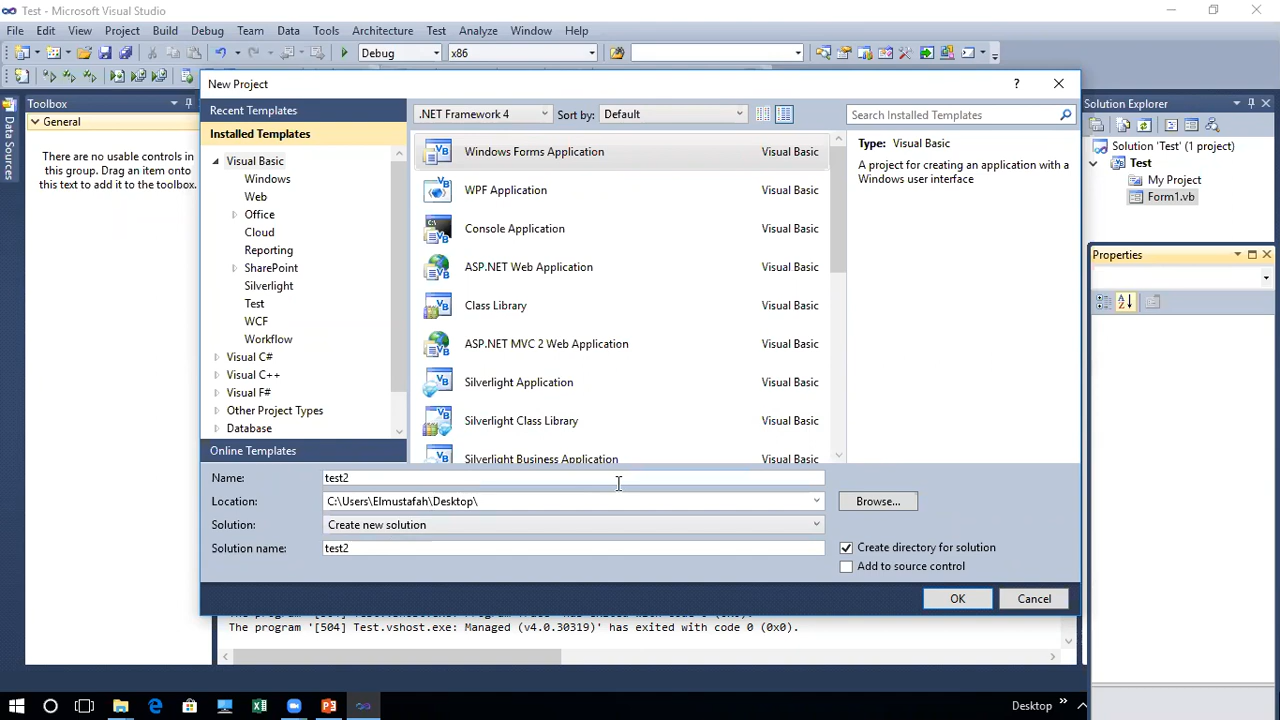 Test - Microsoft Visual Studio
File Edit View Project Build Debug Team Data Tools Architecture Test Analyze Window Help
Debug x86
New Project ?
Toolbox
General
There are no usable controls in
this group. Drag an item onto
this text to add it to the toolbox.
Data Sources
Recent Templates
Installed Templates
Visual Basic
Windows
Web
Office
Cloud
Reporting
SharePoint
Silverlight
Test
WCF
Workflow
Visual C#
Visual C++
Visual F#
Other Project Types
Database
Online Templates
.NET Framework 4 Sort by: Default
Search Installed Templates
Windows Forms Application Visual Basic
WPF Application Visual Basic
Console Application Visual Basic
ASP.NET Web Application Visual Basic
Class Library Visual Basic
ASP.NET MVC 2 Web Application Visual Basic
Silverlight Application Visual Basic
Silverlight Class Library Visual Basic
Silverlight Business Application Visual Basic
Type: Visual Basic
A project for creating an application with a
Windows user interface
Name: test2
Location: C:\Users\Elmustafah\Desktop\
Browse...
Solution: Create new solution
Solution name: test2
Create directory for solution
Add to source control
OK Cancel
The program '[504] Test.vshost.exe: Managed (v4.0.30319)' has exited with code 0 (0x0).
Solution Explorer
Solution 'Test' (1 project)
Test
My Project
Form1.vb
Properties
Desktop